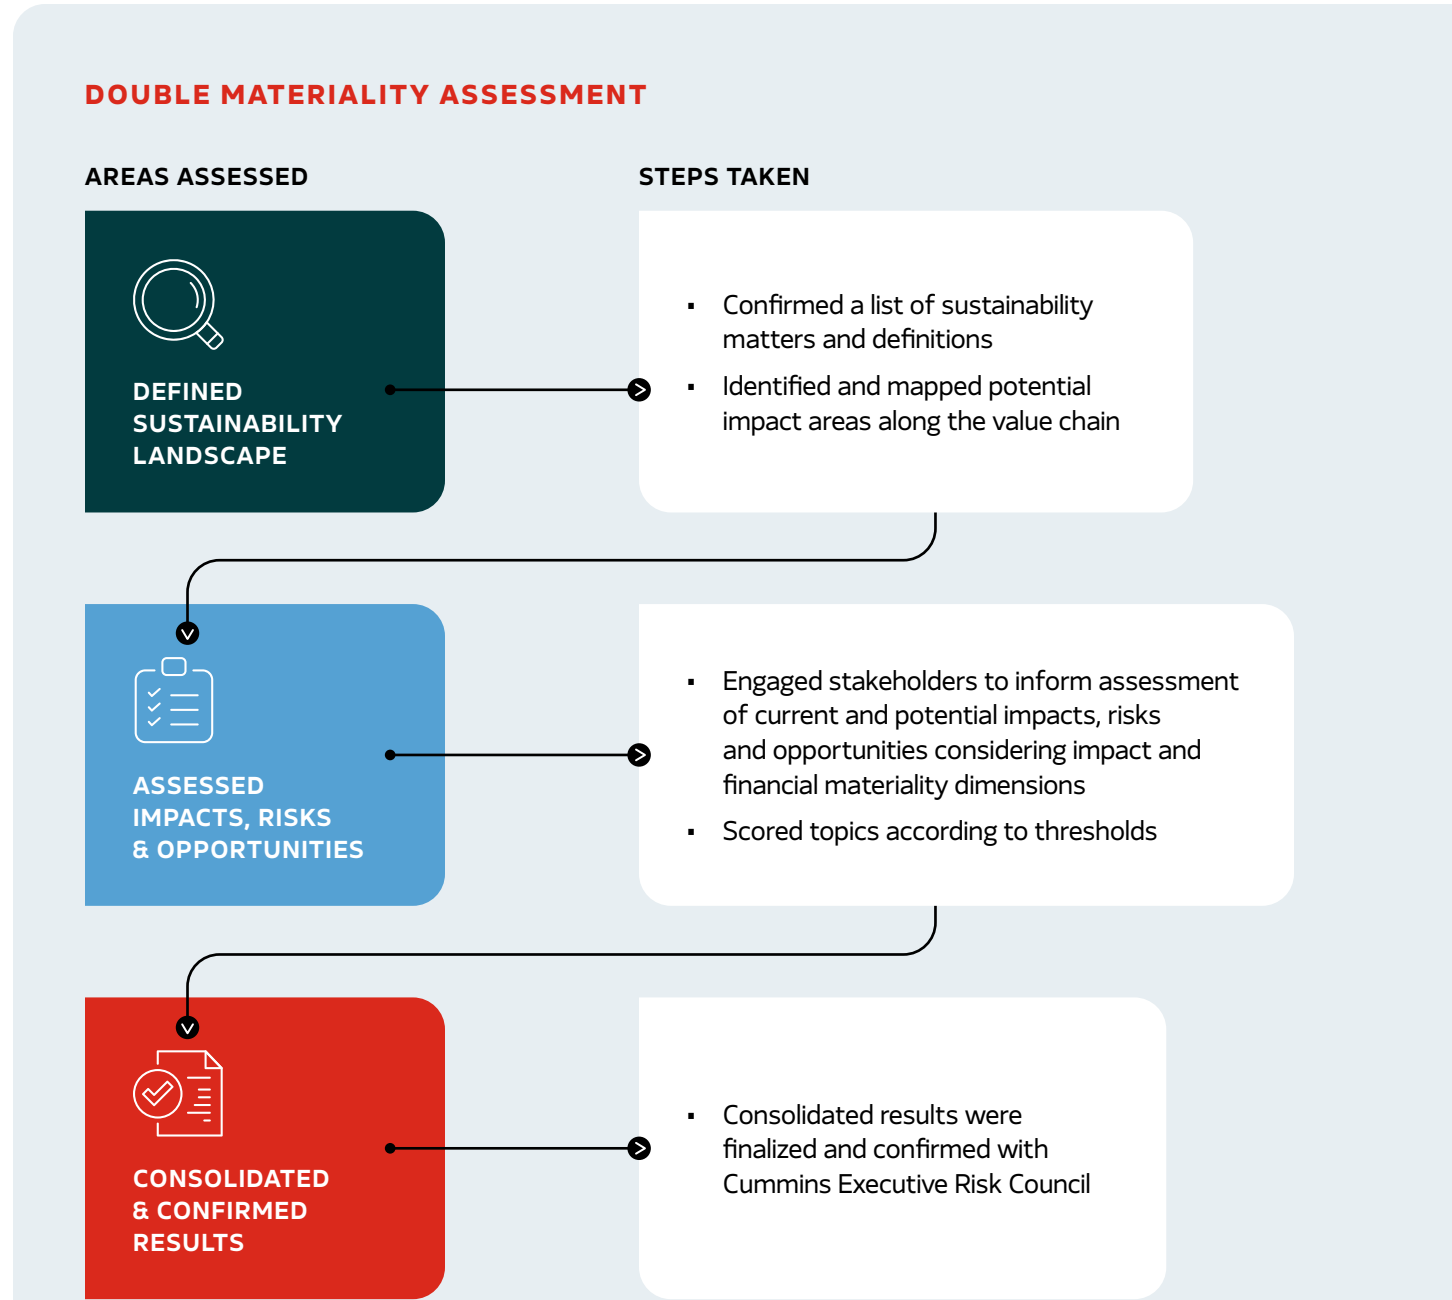 DOUBLE MATERIALITY ASSESSMENT
AREAS ASSESSED
STEPS TAKEN
DEFINED
SUSTAINABILITY
LANDSCAPE
▪ Confirmed a list of sustainability
matters and definitions
▪ Identified and mapped potential
impact areas along the value chain
ASSESSED
IMPACTS, RISKS
& OPPORTUNITIES
▪ Engaged stakeholders to inform assessment
of current and potential impacts, risks
and opportunities considering impact and
financial materiality dimensions
▪ Scored topics according to thresholds
CONSOLIDATED
& CONFIRMED
RESULTS
▪ Consolidated results were
finalized and confirmed with
Cummins Executive Risk Council